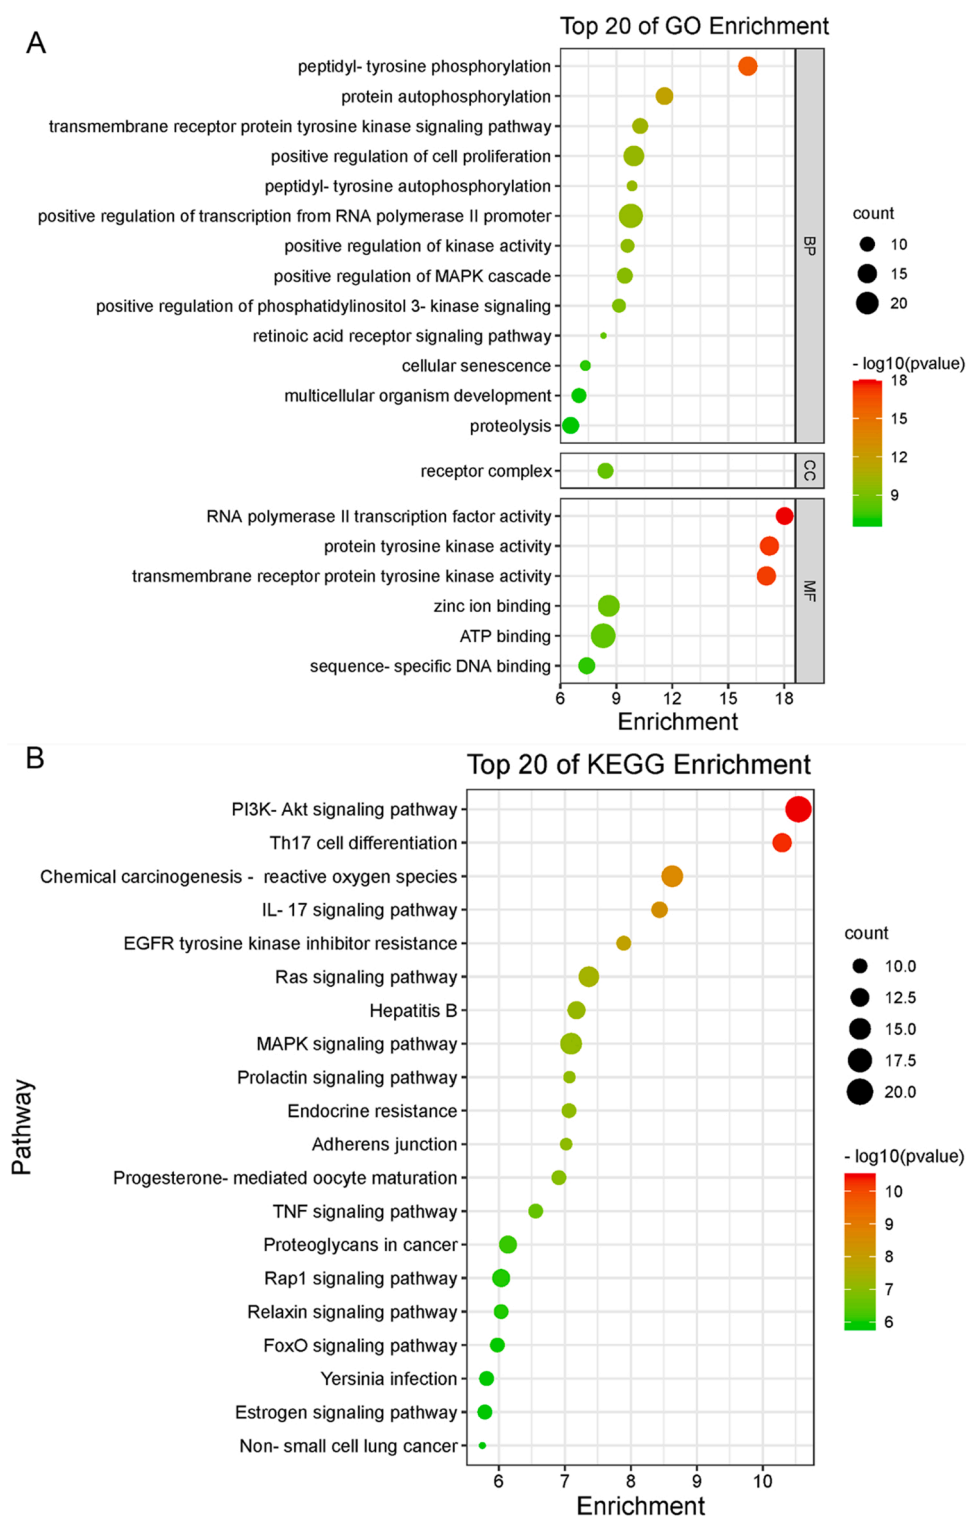 A
Top 20 of GO Enrichment
peptidyl- tyrosine phosphorylation
protein autophosphorylation
transmembrane receptor protein tyrosine kinase signaling pathway
positive regulation of cell proliferation
peptidyl- tyrosine autophosphorylation
positive regulation of transcription from RNA polymerase II promoter
positive regulation of kinase activity
positive regulation of MAPK cascade
positive regulation of phosphatidylinositol 3- kinase signaling
retinoic acid receptor signaling pathway
cellular senescence
multicellular organism development
proteolysis
BP
receptor complex
CC
RNA polymerase II transcription factor activity
protein tyrosine kinase activity
transmembrane receptor protein tyrosine kinase activity
zinc ion binding
ATP binding
sequence- specific DNA binding
MF
6 9 12 15 18
Enrichment
count
10
15
20
- log10(pvalue)
18
15
12
9
B
Top 20 of KEGG Enrichment
Pathway
PI3K- Akt signaling pathway
Th17 cell differentiation
Chemical carcinogenesis - reactive oxygen species
IL- 17 signaling pathway
EGFR tyrosine kinase inhibitor resistance
Ras signaling pathway
Hepatitis B
MAPK signaling pathway
Prolactin signaling pathway
Endocrine resistance
Adherens junction
Progesterone- mediated oocyte maturation
TNF signaling pathway
Proteoglycans in cancer
Rap1 signaling pathway
Relaxin signaling pathway
FoxO signaling pathway
Yersinia infection
Estrogen signaling pathway
Non- small cell lung cancer
6 7 8 9 10
Enrichment
count
10.0
12.5
15.0
17.5
20.0
- log10(pvalue)
10
9
8
7
6